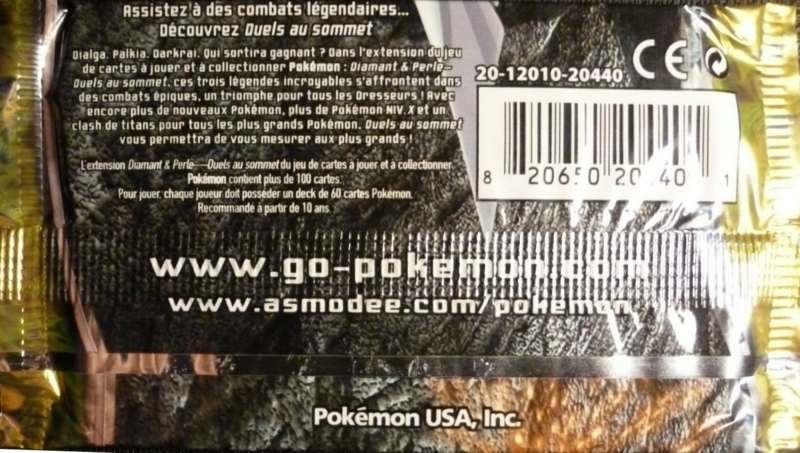 Assistez à des combats légendaires...
Découvrez Duels au sommet
Dialga, Palkia, Darkrai. Qui sortira gagnant ? Dans l'extension du jeu
de cartes à jouer et à collectionner Pokémon : Diamant & Perle—
Duels au sommet, ces trois légendes incroyables s'affrontent dans
des combats épiques, un triomphe pour tous les Dresseurs ! Avec
encore plus de nouveaux Pokémon, plus de Pokémon NIV. X et un
clash de titans pour tous les plus grands Pokémon, Duels au sommet
vous permettra de vous mesurer aux plus grands !
L'extension Diamant & Perle—Duels au sommet du jeu de cartes à jouer et à collectionner
Pokémon contient plus de 100 cartes.
Pour jouer, chaque joueur doit posséder un deck de 60 cartes Pokémon.
Recommandé à partir de 10 ans.
20-12010-20440
CE
8 20650 20440 1
www.go-pokemon.com
www.asmodee.com/pokemon
Pokémon USA, Inc.